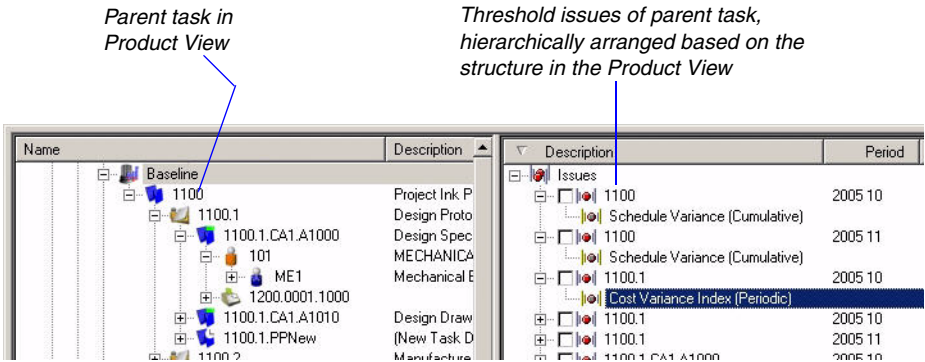 Parent task in
Product View
Threshold issues of parent task,
hierarchically arranged based on the
structure in the Product View
Name Description
Baseline
1100 Project Ink P
1100.1 Design Proto
1100.1.CA1.A1000 Design Spec
101 MECHANICA
ME1 Mechanical E
1200.0001.1000
1100.1.CA1.A1010 Design Draw
1100.1.PPNew (New Task D
1100.2 Manufacture
Description Period
Issues
1100 2005 10
Schedule Variance (Cumulative)
1100 2005 11
Schedule Variance (Cumulative)
1100.1 2005 10
Cost Variance Index (Periodic)
1100.1 2005 10
1100.1 2005 11
1100.1.CA1.A1000 2005 10